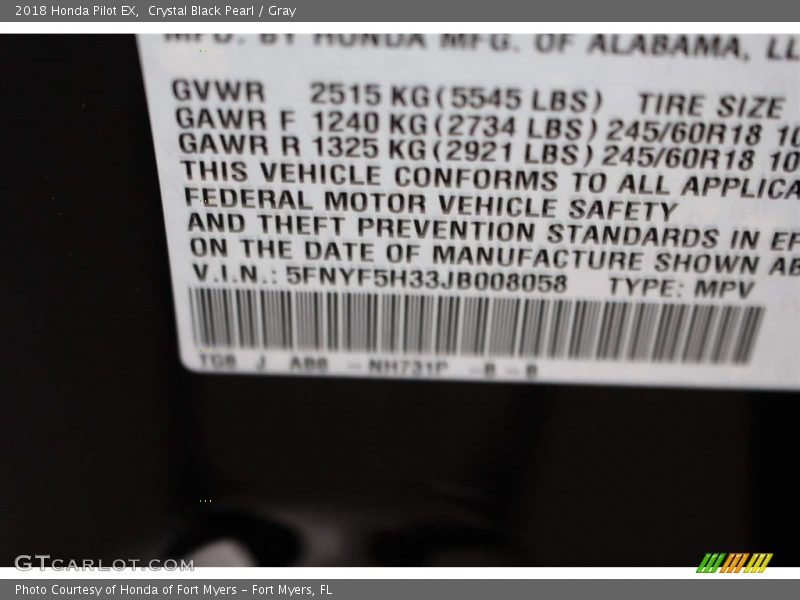 2018 Honda Pilot EX, Crystal Black Pearl / Gray
MFG. BY HONDA MFG. OF ALABAMA, LL
GVWR 2515 KG (5545 LBS) TIRE SIZE
GAWR F 1240 KG (2734 LBS) 245/60R18 10
GAWR R 1325 KG (2921 LBS) 245/60R18 10
THIS VEHICLE CONFORMS TO ALL APPLICA
FEDERAL MOTOR VEHICLE SAFETY
AND THEFT PREVENTION STANDARDS IN EF
ON THE DATE OF MANUFACTURE SHOWN AB
V.I.N.: 5FNYF5H33JB008058 TYPE: MPV
TG8 J AB0 - NH731P - B - B
GTCARLOT.COM
Photo Courtesy of Honda of Fort Myers - Fort Myers, FL